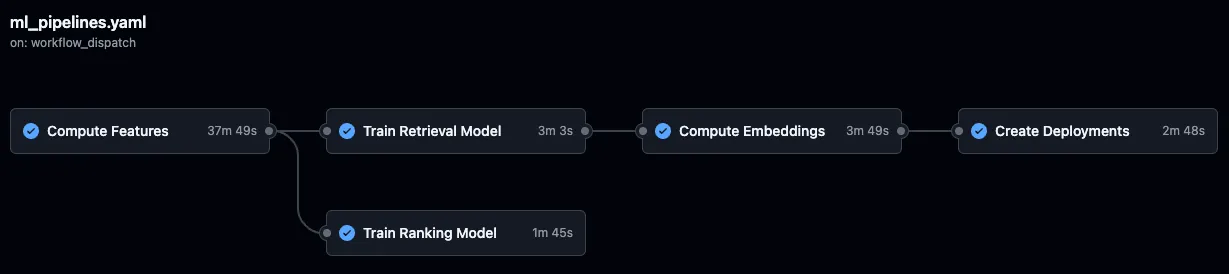 ml_pipelines.yaml
on: workflow_dispatch
Compute Features 37m 49s
Train Retrieval Model 3m 3s
Compute Embeddings 3m 49s
Create Deployments 2m 48s
Train Ranking Model 1m 45s